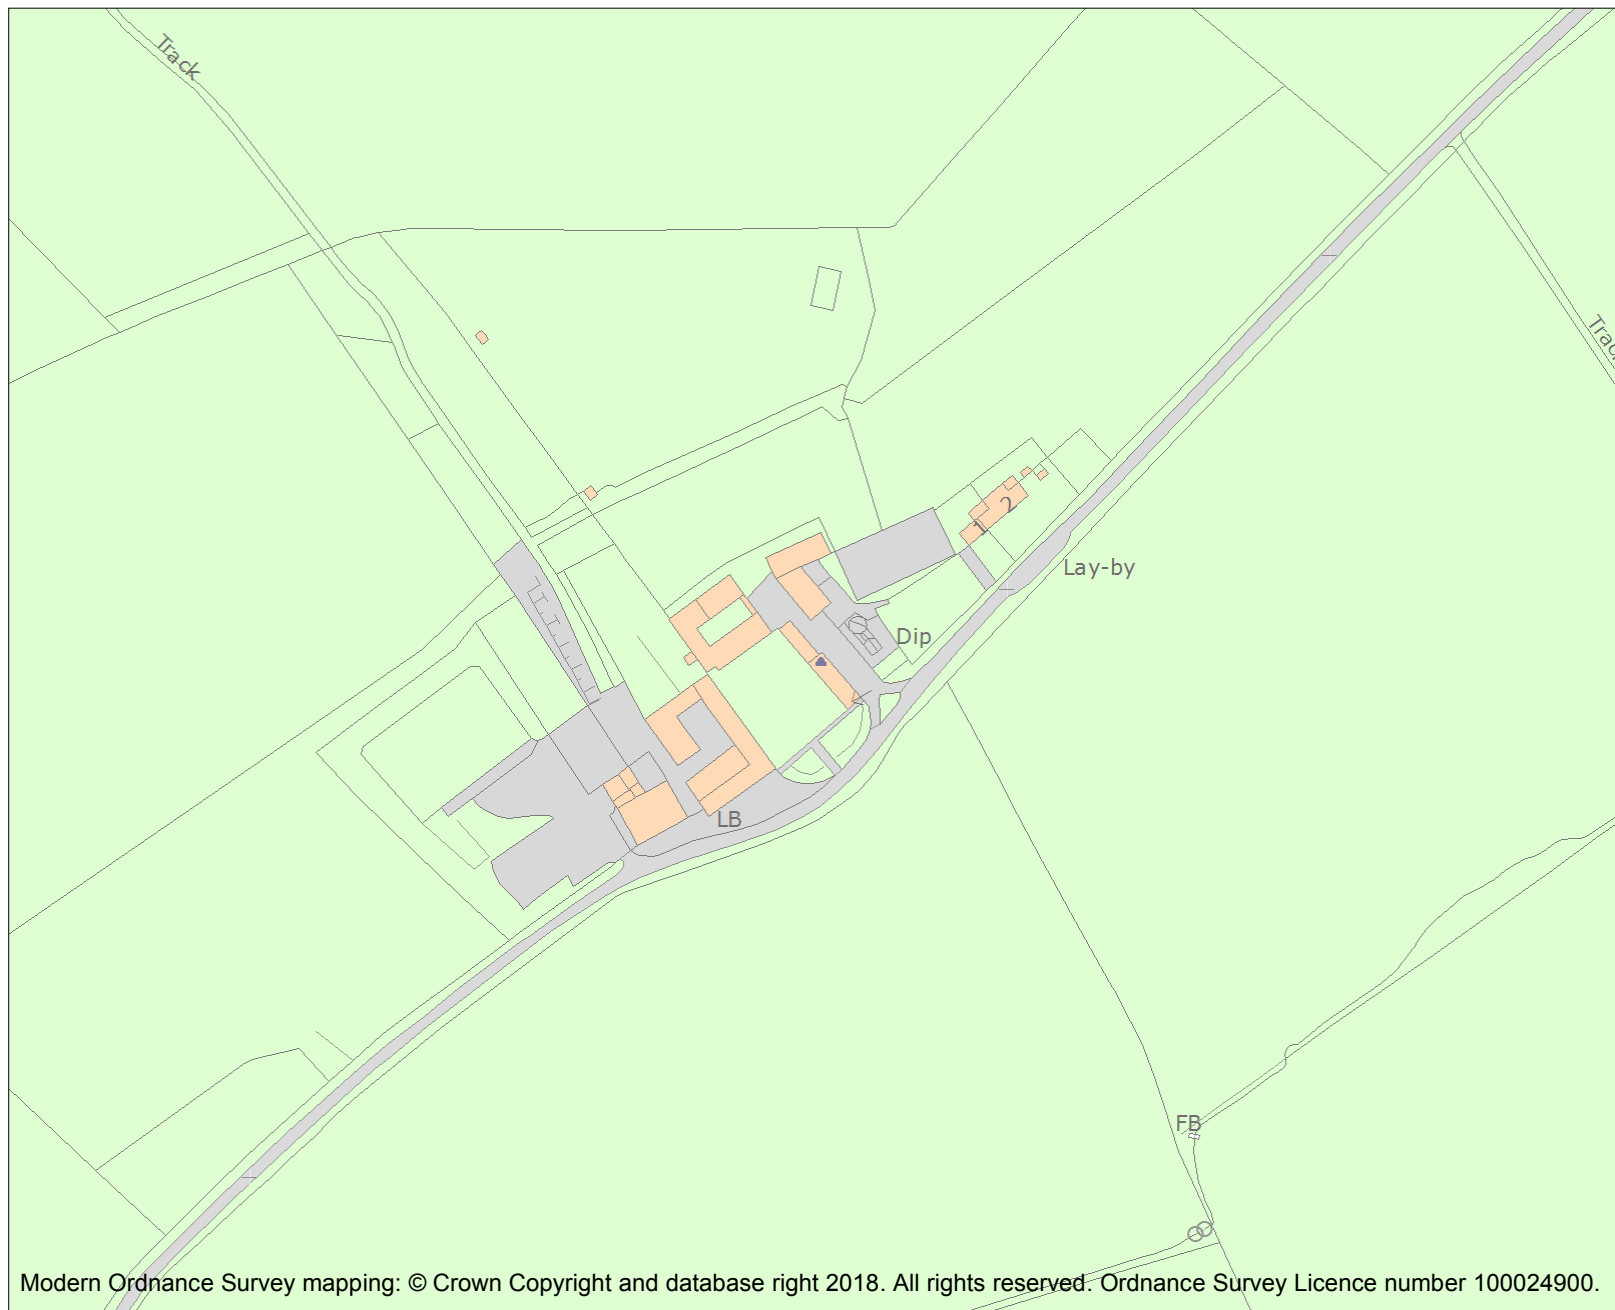 Track
Track
2
1
Lay-by
Dip
LB
FB
Modern Ordnance Survey mapping: © Crown Copyright and database right 2018. All rights reserved. Ordnance Survey Licence number 100024900.